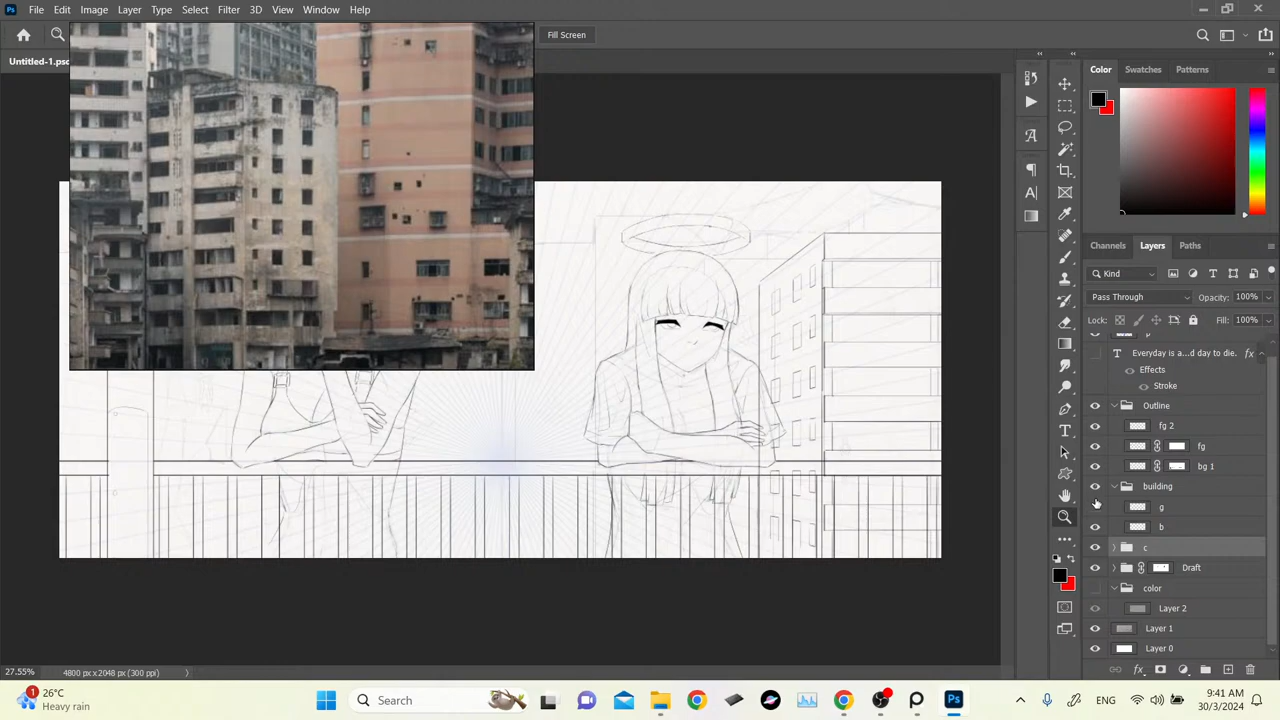 File Edit Image Layer Type Select Filter 3D View Window Help
Fill Screen
Untitled-1.psd
Color Swatches Patterns
Channels Layers Paths
Kind
Pass Through Opacity: 100%
Lock: Fill: 100%
T Everyday is a...d day to die. fx
Effects
Stroke
Outline
fg 2
fg
bg 1
building
g
b
c
Draft
color
Layer 2
Layer 1
Layer 0
27.55% 4800 px x 2048 px (300 ppi)
1
26°C
Heavy rain
Search
ENG
9:41 AM
30/3/2024